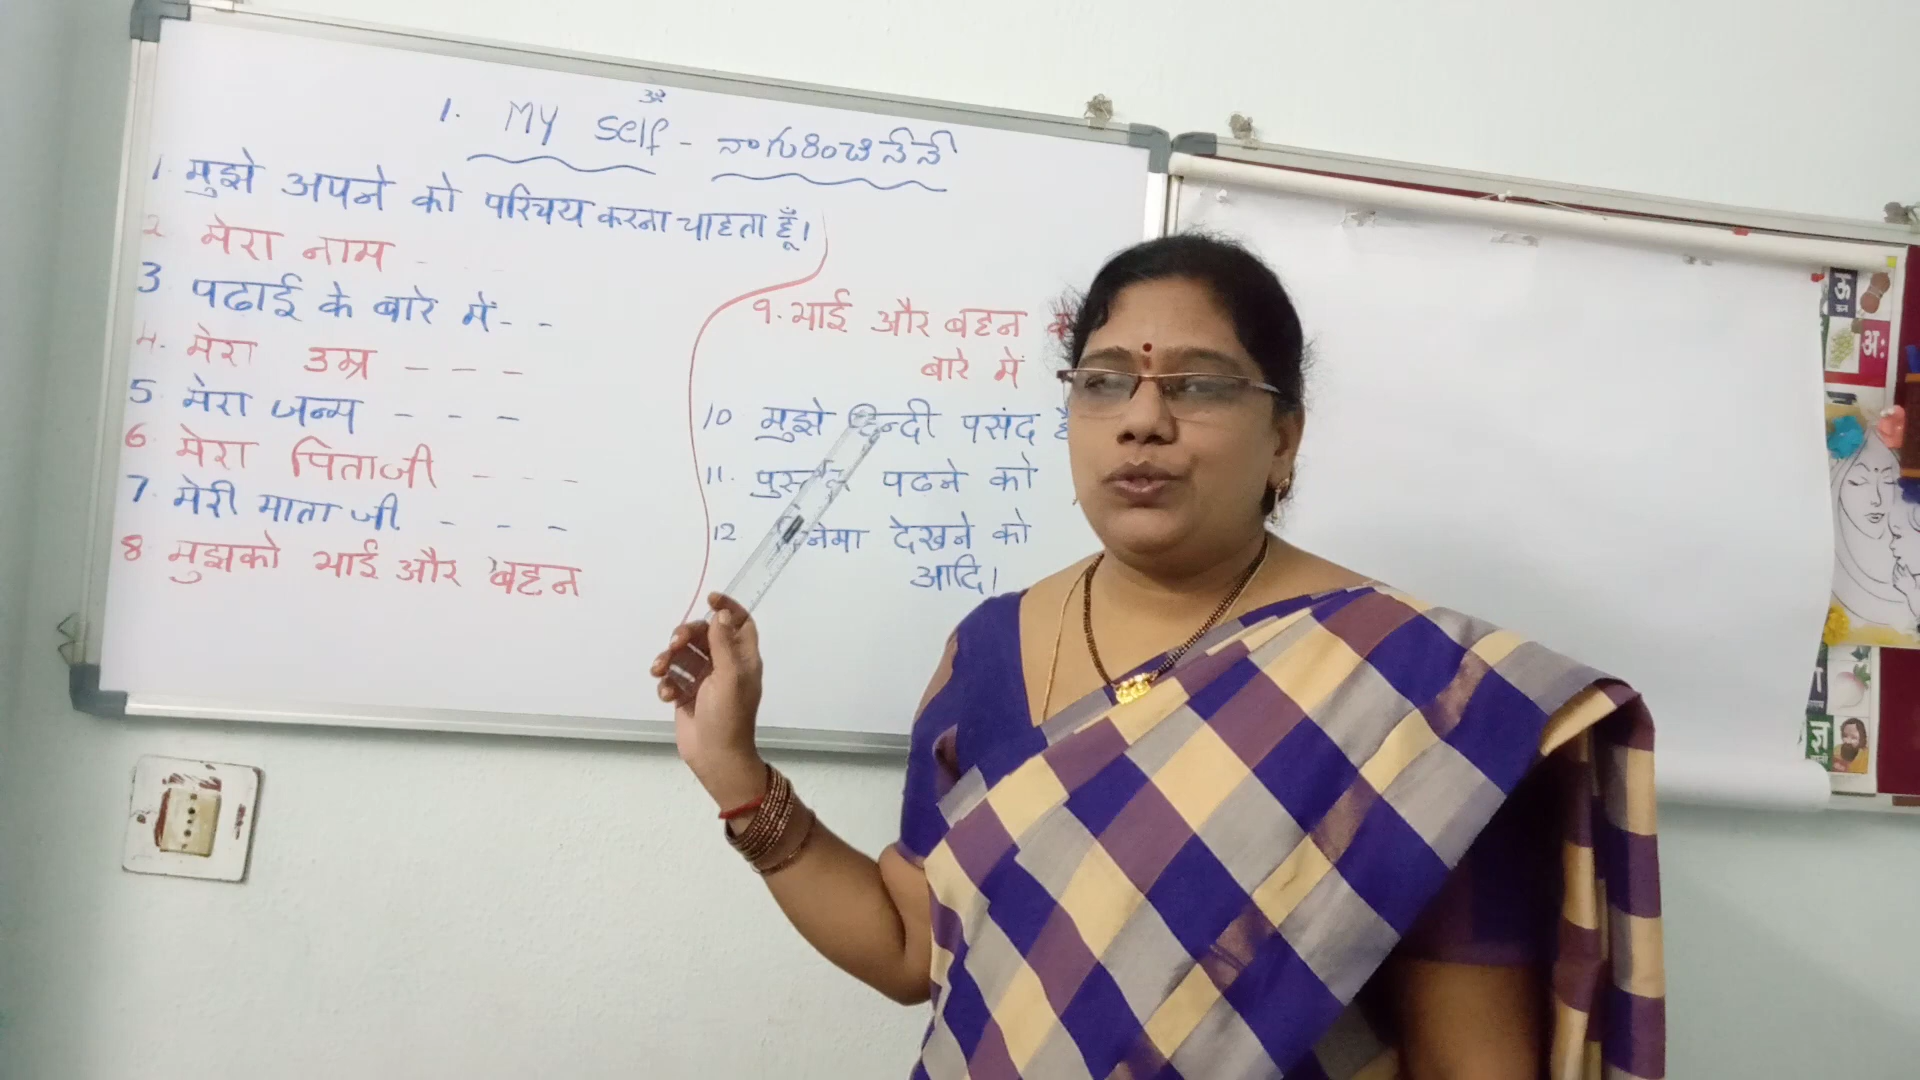 ॐ
1. My Self - నా గురించి నేనే
1. मुझे अपने को परिचय करना चाहता हूँ।
2 मेरा नाम - - - -
3 पढाई के बारे में - -
4. मेरा उम्र - - -
5 मेरा जन्म - - -
6 मेरा पिताजी - - -
7 मेरी माता जी - - -
8 मुझको भाई और बहन
9. भाई और बहन
बारे में
10 मुझे हिन्दी पसंद है
11. पढने को
12 देखने को
आदि।
ऊ
अः
ज्ञ